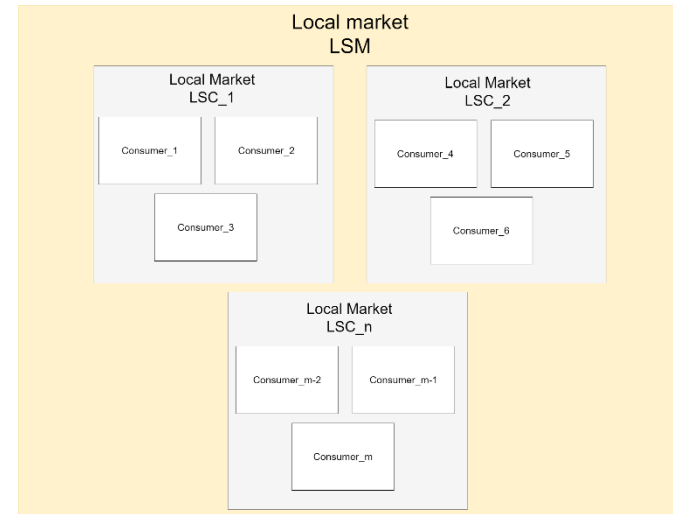 Local market
LSM
Local Market
LSC_1
Consumer_1
Consumer_2
Consumer_3
Local Market
LSC_2
Consumer_4
Consumer_5
Consumer_6
Local Market
LSC_n
Consumer_m-2
Consumer_m-1
Consumer_m